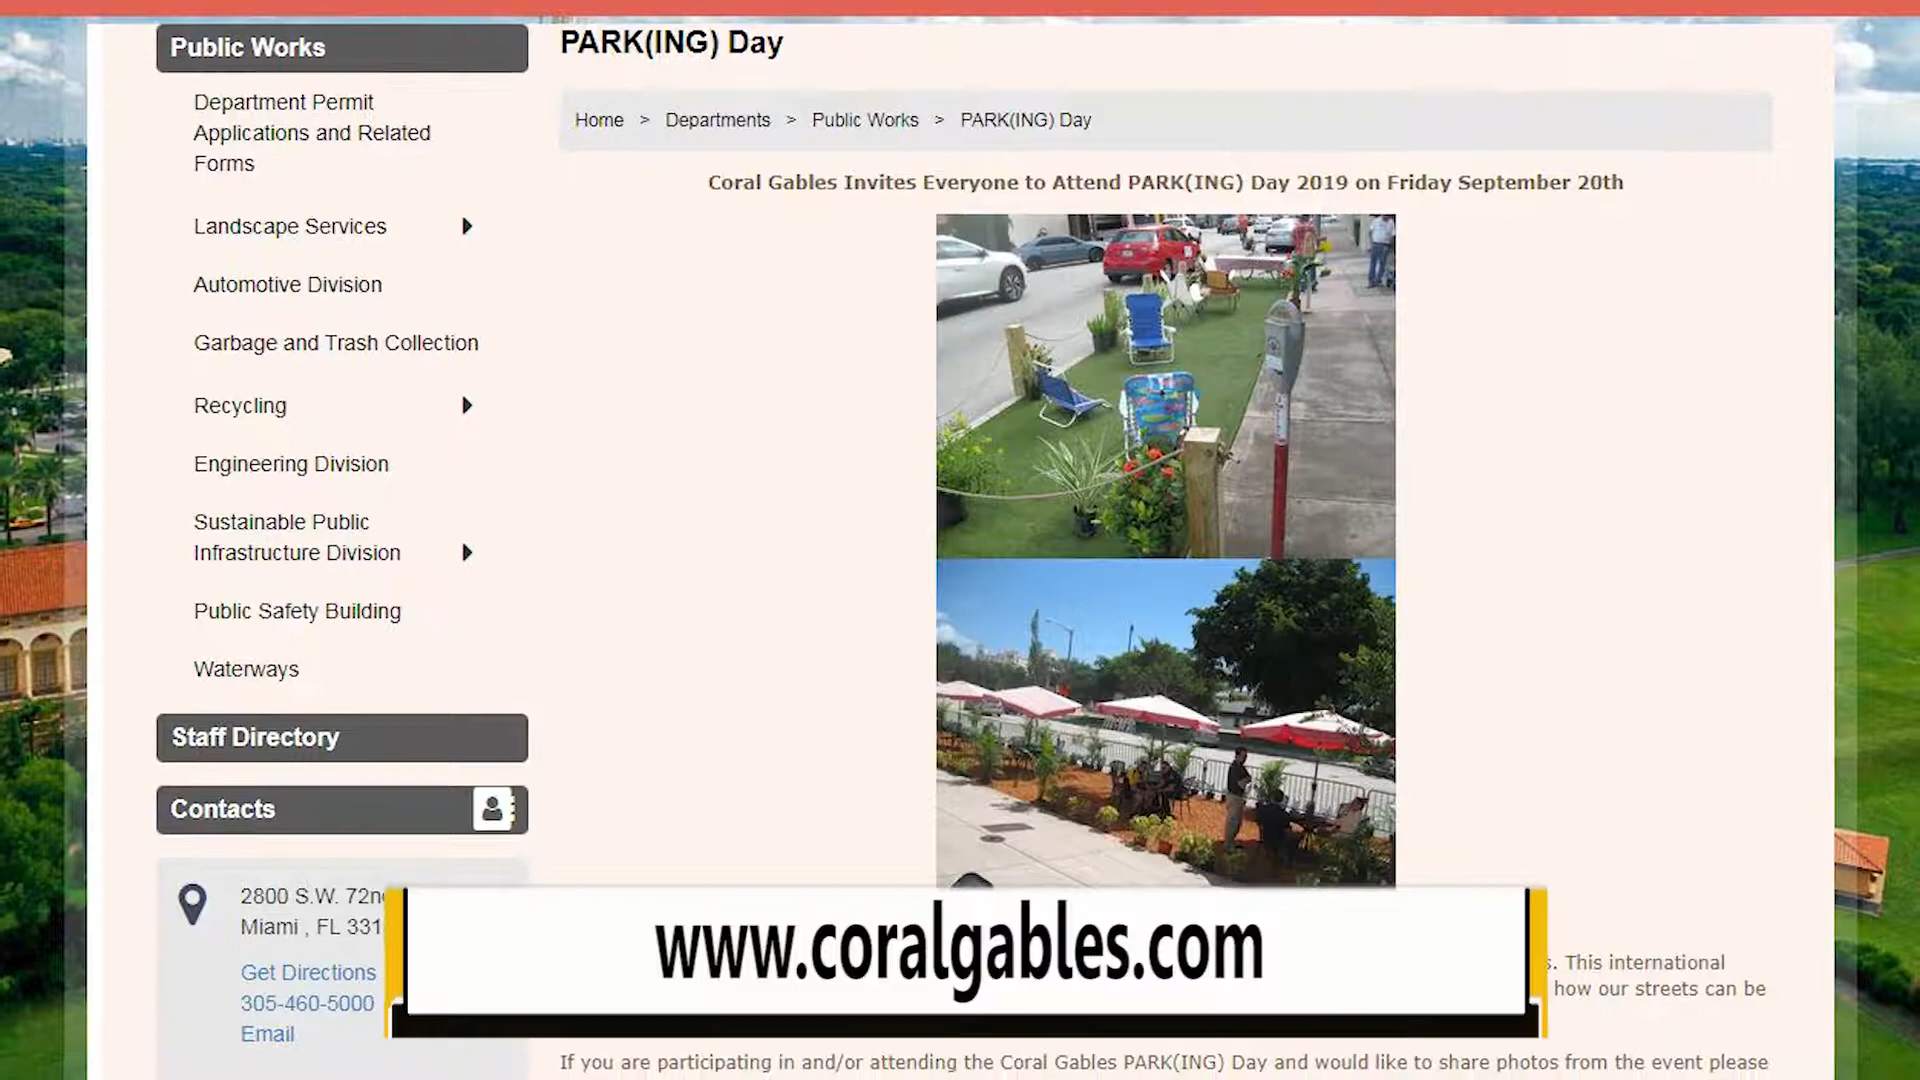 Public Works
Department Permit
Applications and Related
Forms
Landscape Services
Automotive Division
Garbage and Trash Collection
Recycling
Engineering Division
Sustainable Public
Infrastructure Division
Public Safety Building
Waterways
Staff Directory
Contacts
2800 S.W.
Miami , FL
Get Directions
305-460-5000
Email
PARK(ING) Day
Home > Departments > Public Works > PARK(ING) Day
Coral Gables Invites Everyone to Attend PARK(ING) Day 2019 on Friday September 20th
This international
how our streets can be
If you are participating in and/or attending the Coral Gables PARK(ING) Day and would like to share photos from the event please
www.coralgables.com